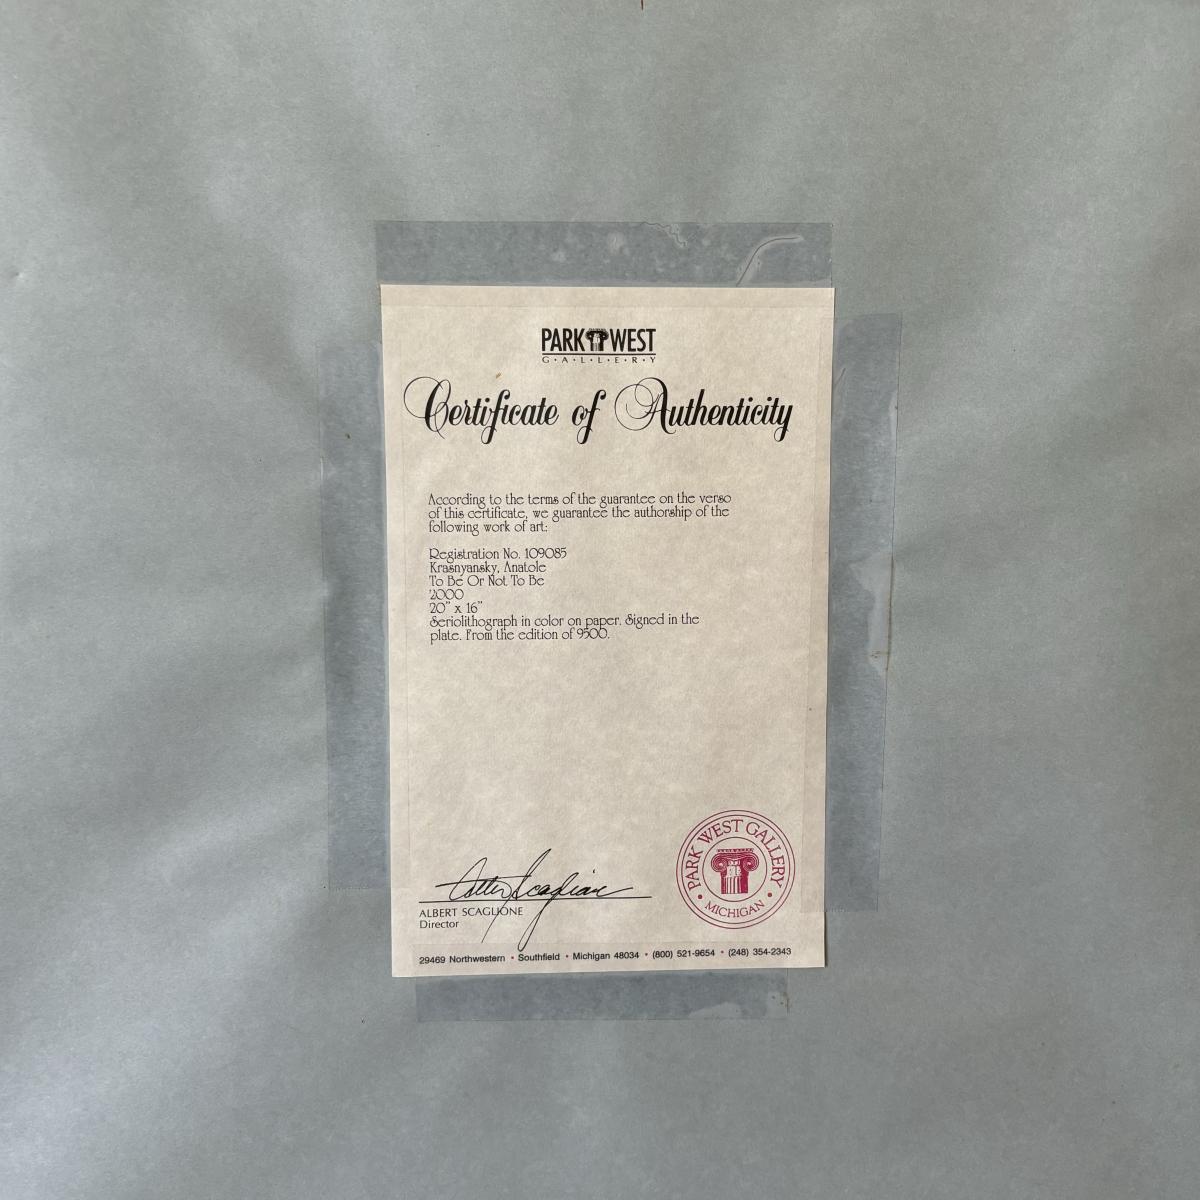 PARK WEST
G·A·L·L·E·R·Y
Certificate of Authenticity
According to the terms of the guarantee on the verso
of this certificate, we guarantee the authorship of the
following work of art:
Registration No. 109085
Krasnyansky, Anatole
To Be Or Not To Be
'2000
20" x 16"
Seriolithograph in color on paper. Signed in the
plate. From the edition of 9500.
PARK WEST GALLERY
• MICHIGAN •
Albert Scaglione
ALBERT SCAGLIONE
Director
29469 Northwestern • Southfield • Michigan 48034 • (800) 521-9654 • (248) 354-2343